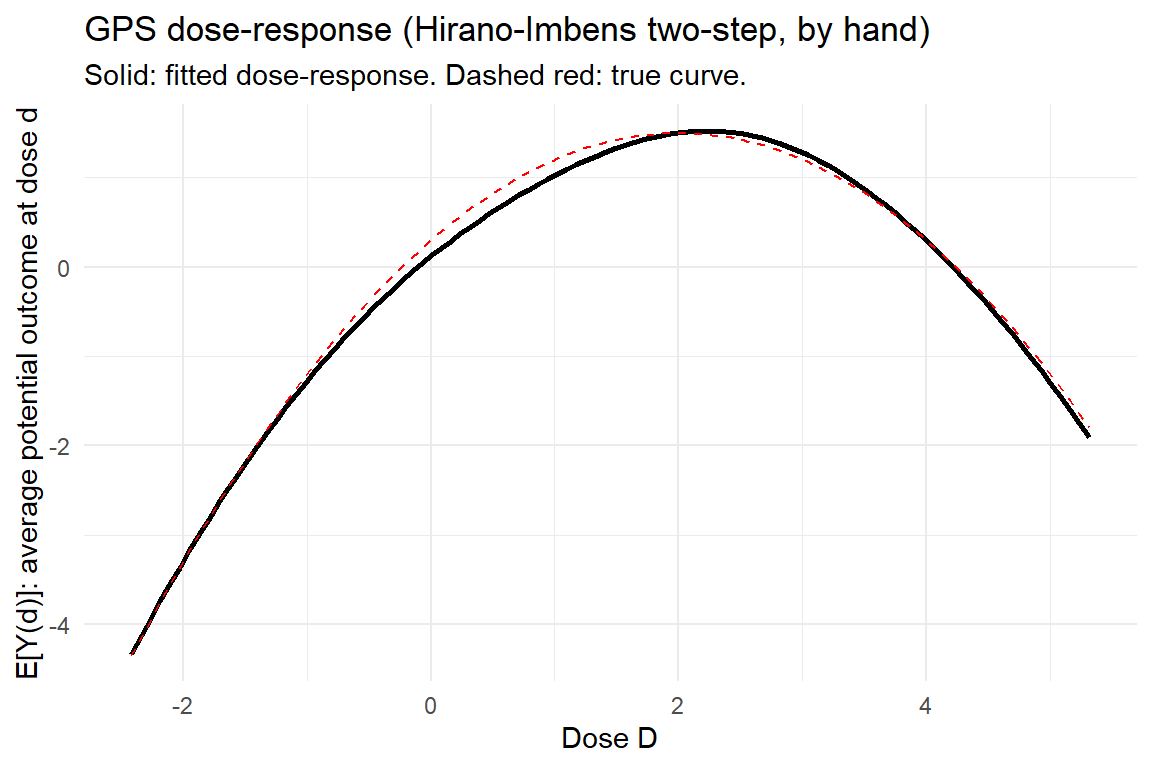 GPS dose-response (Hirano-Imbens two-step, by hand)
Solid: fitted dose-response. Dashed red: true curve.
E[Y(d)]: average potential outcome at dose d
0
-2
-4
-2
0
2
4
Dose D